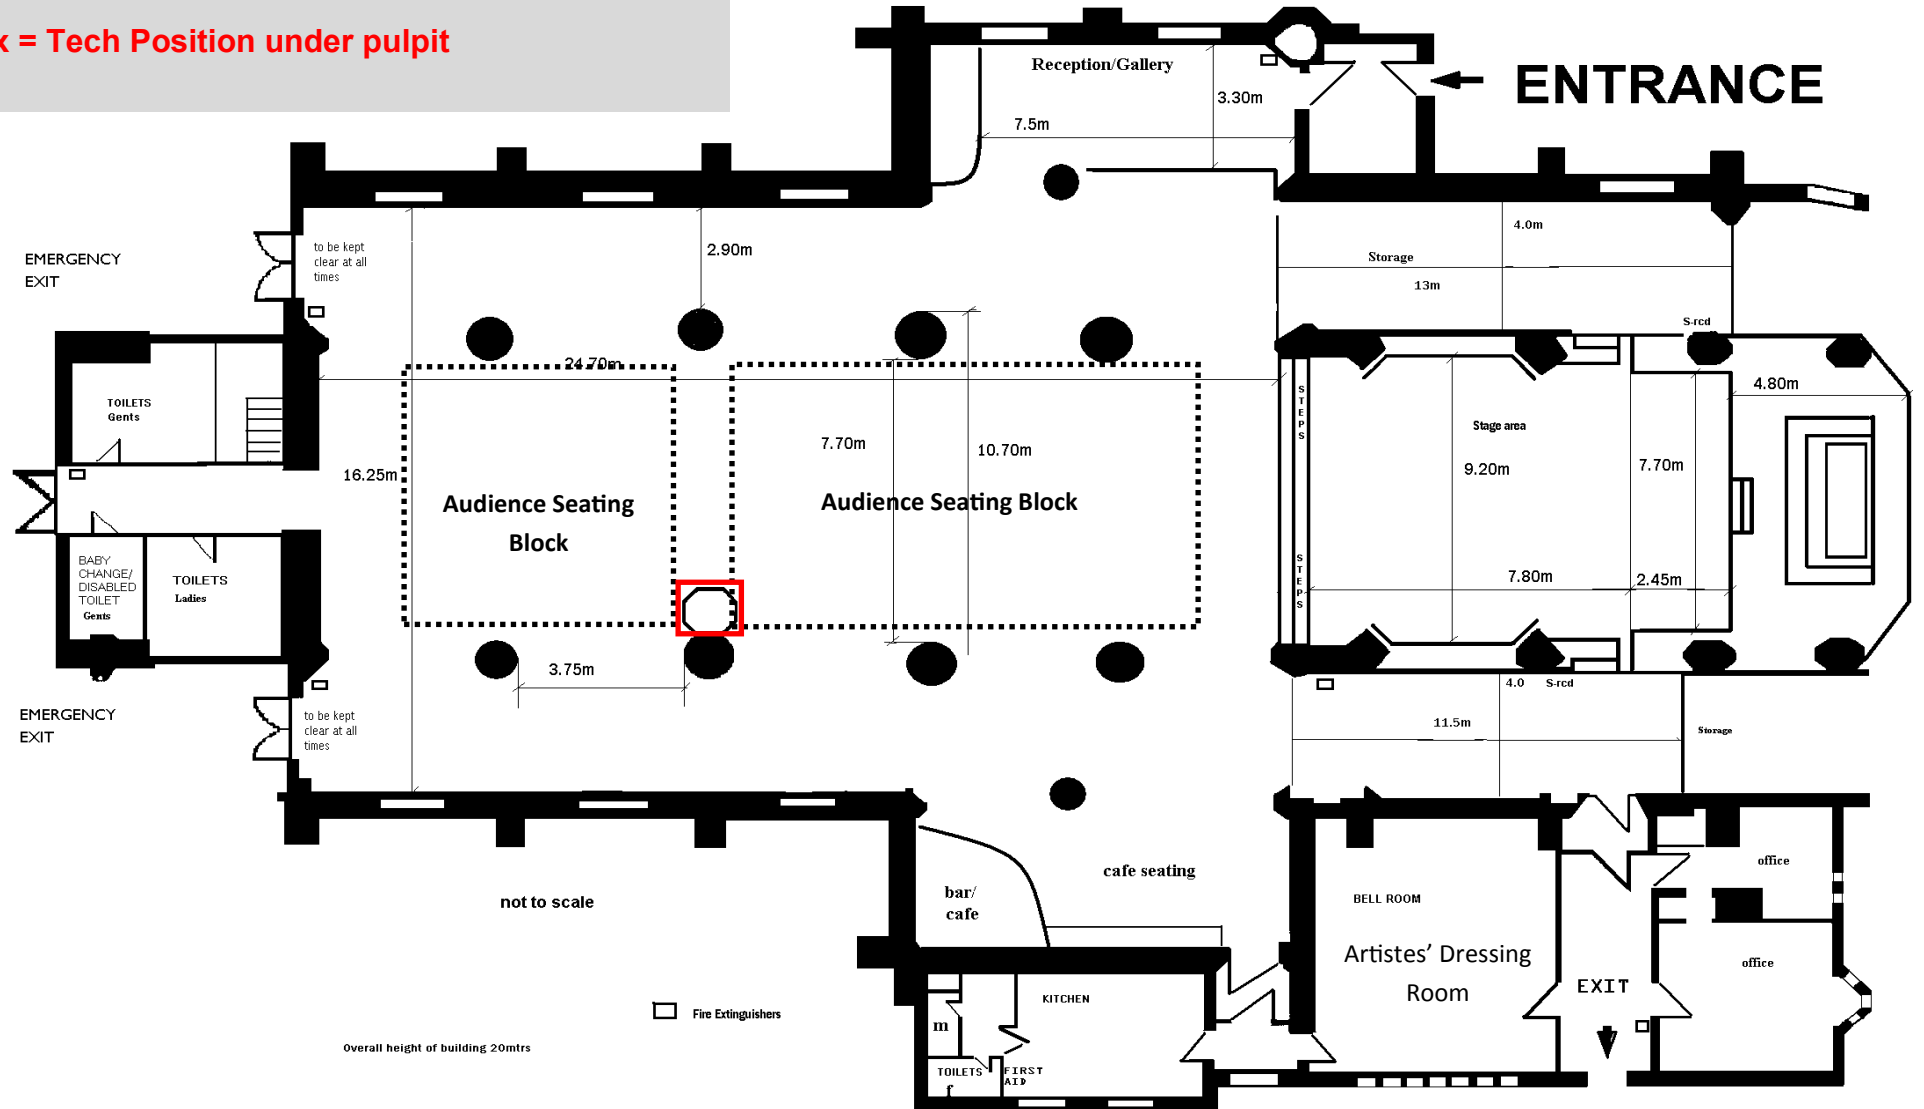 x = Tech Position under pulpit
ENTRANCE
Reception/Gallery
3.30m
7.5m
EMERGENCY
EXIT
to be kept
clear at all
times
2.90m
4.0m
Storage
13m
S-rcd
24.70m
TOILETS
Gents
4.80m
STEPS
Stage area
7.70m
10.70m
9.20m
7.70m
16.25m
Audience Seating
Block
Audience Seating Block
BABY
CHANGE/
DISABLED
TOILET
Gents
TOILETS
Ladies
STEPS
7.80m
2.45m
3.75m
EMERGENCY
EXIT
to be kept
clear at all
times
4.0
S-rcd
11.5m
Storage
not to scale
bar/
cafe
cafe seating
BELL ROOM
Artistes’ Dressing
Room
office
office
EXIT
KITCHEN
m
TOILETS
f
FIRST
AID
Fire Extinguishers
Overall height of building 20mtrs